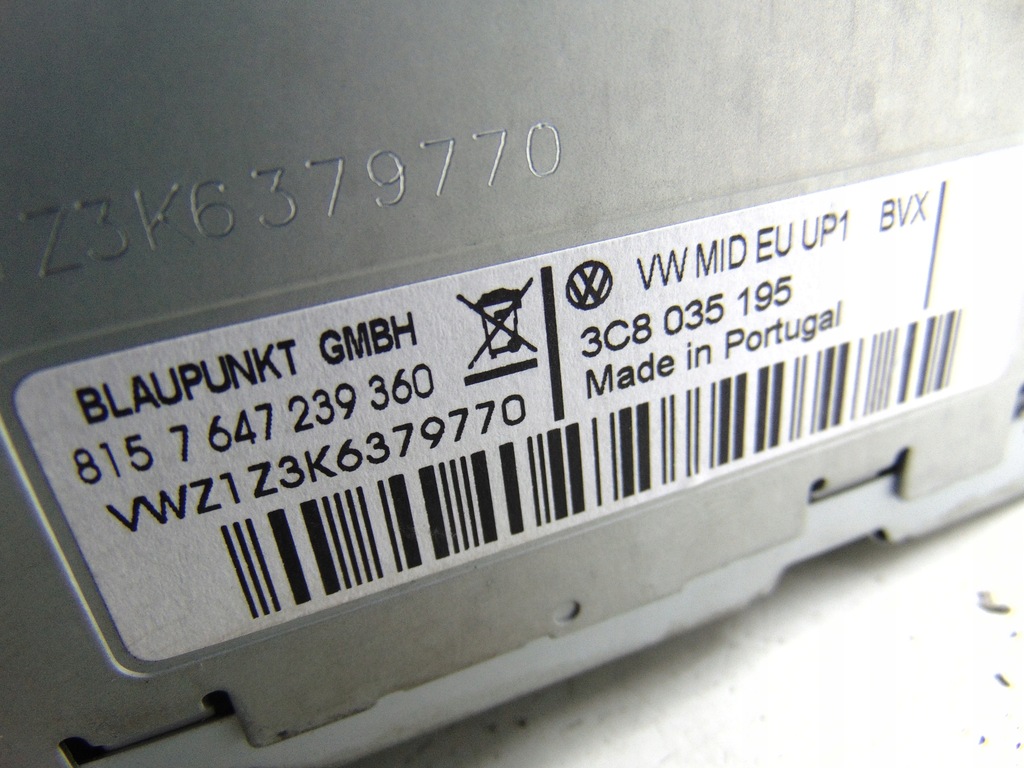 Z3K6379770
BLAUPUNKT GMBH
815 7 647 239 360
VWZ1Z3K6379770
VW MID EU UP1 BVX
3C8 035 195
Made in Portugal